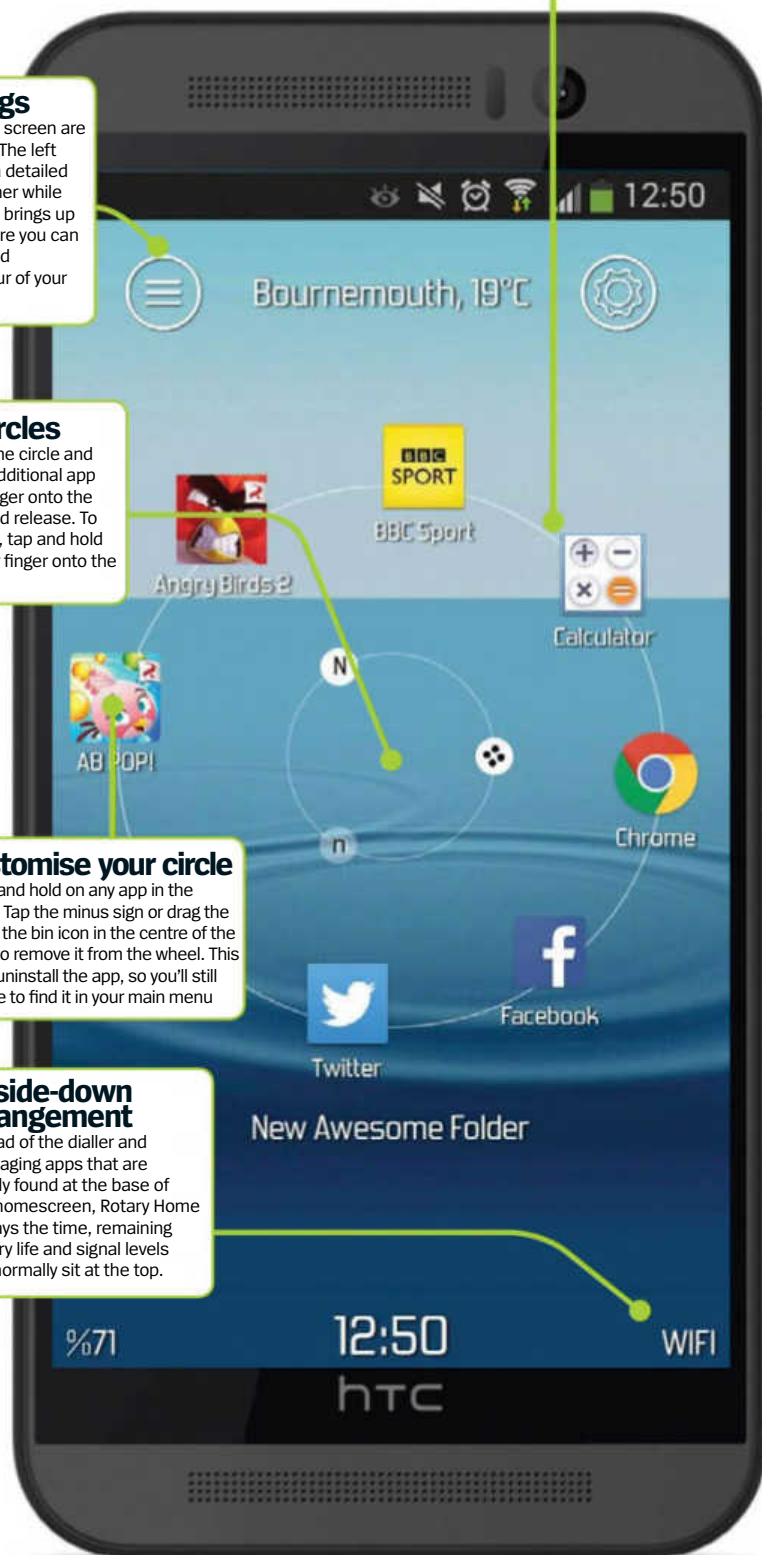 gs
screen are
The left
detailed
her while
brings up
re you can
d
ur of your
rcles
he circle and
dditional app
nger onto the
d release. To
, tap and hold
finger onto the
tomise your circle
and hold on any app in the
Tap the minus sign or drag the
the bin icon in the centre of the
o remove it from the wheel. This
uninstall the app, so you'll still
e to find it in your main menu
side-down
angement
ad of the dialler and
aging apps that are
ly found at the base of
homescreen, Rotary Home
ays the time, remaining
ry life and signal levels
normally sit at the top.
12:50
Bournemouth, 19°C
BBC
SPORT
BBC Sport
Angry Birds 2
Calculator
AB POP!
N
n
Chrome
Facebook
Twitter
New Awesome Folder
%71
12:50
WIFI
hTC